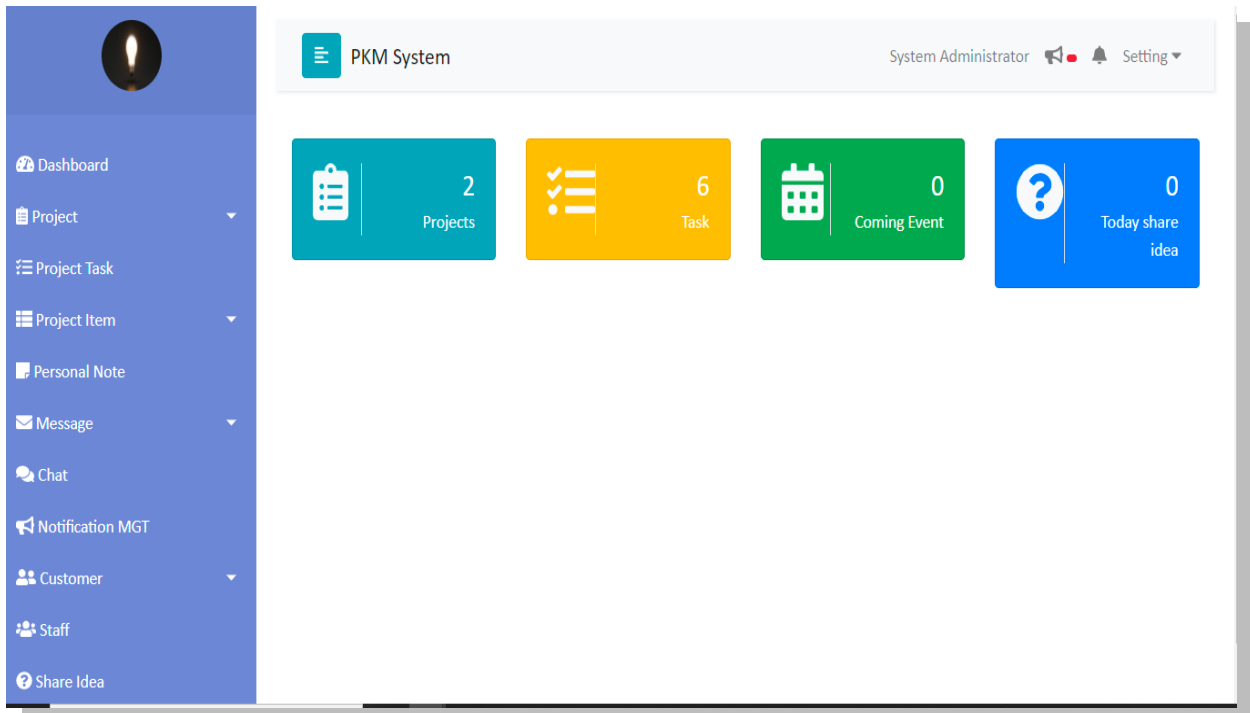 PKM System
System Administrator
Setting
Dashboard
Project
Project Task
Project Item
Personal Note
Message
Chat
Notification MGT
Customer
Staff
Share Idea
2
Projects
6
Task
0
Coming Event
0
Today share
idea